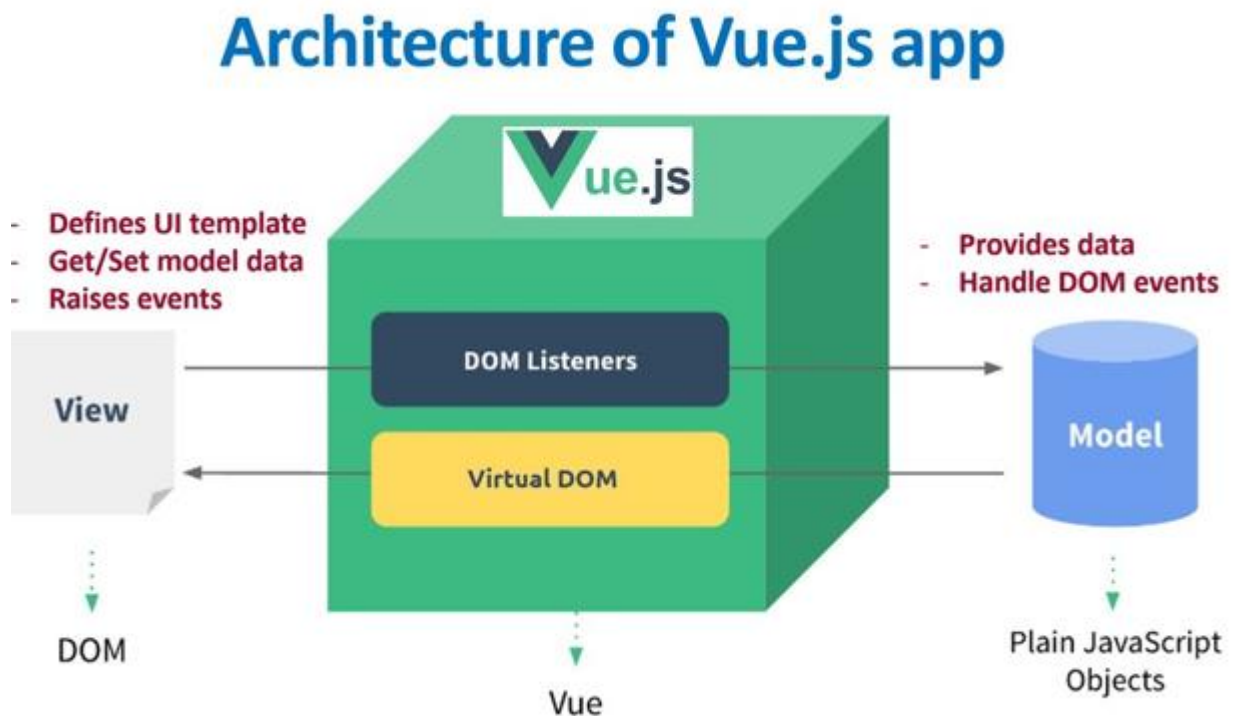 Architecture of Vue.js app
Vue.js
- Defines UI template
- Get/Set model data
- Raises events
- Provides data
- Handle DOM events
DOM Listeners
View
Model
Virtual DOM
DOM
Vue
Plain JavaScript
Objects